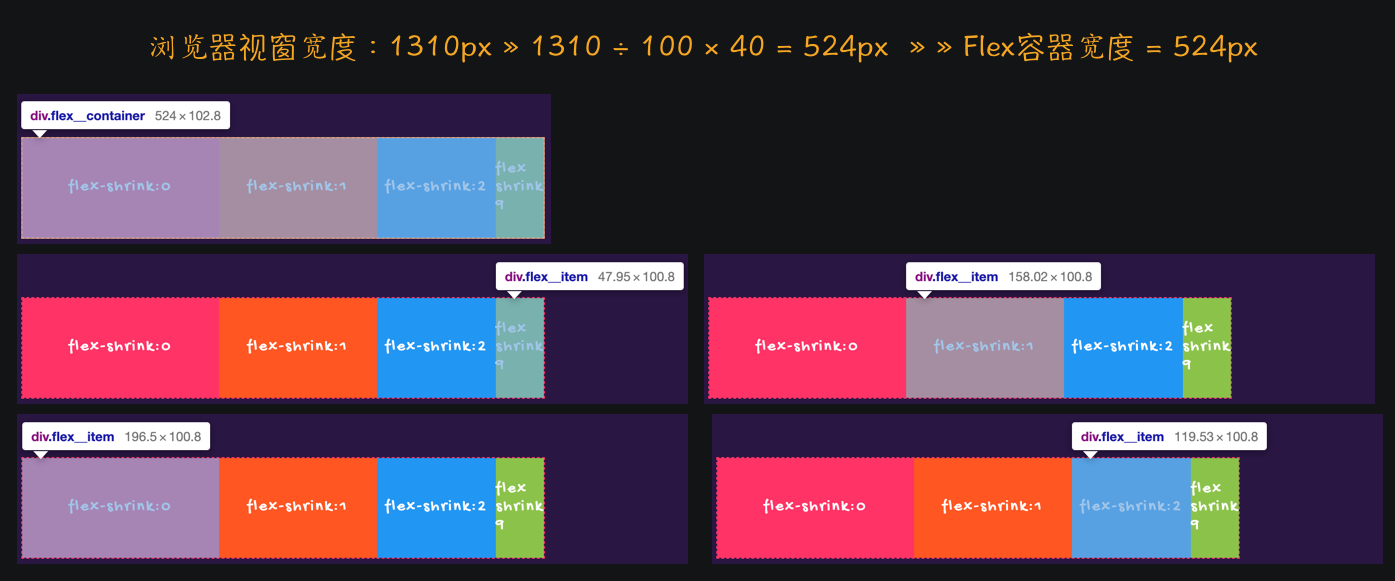 浏览器视窗宽度：1310px » 1310 ÷ 100 × 40 = 524px » » Flex容器宽度 = 524px
div.flex__container 524 × 102.8
flex-shrink:0 flex-shrink:1 flex-shrink:2 flex
shrink
9
div.flex__item 47.95 × 100.8
flex-shrink:0 flex-shrink:1 flex-shrink:2 flex
shrink
9
div.flex__item 158.02 × 100.8
flex-shrink:0 flex-shrink:1 flex-shrink:2 flex
shrink
9
div.flex__item 196.5 × 100.8
flex-shrink:0 flex-shrink:1 flex-shrink:2 flex
shrink
9
div.flex__item 119.53 × 100.8
flex-shrink:0 flex-shrink:1 flex-shrink:2 flex
shrink
9